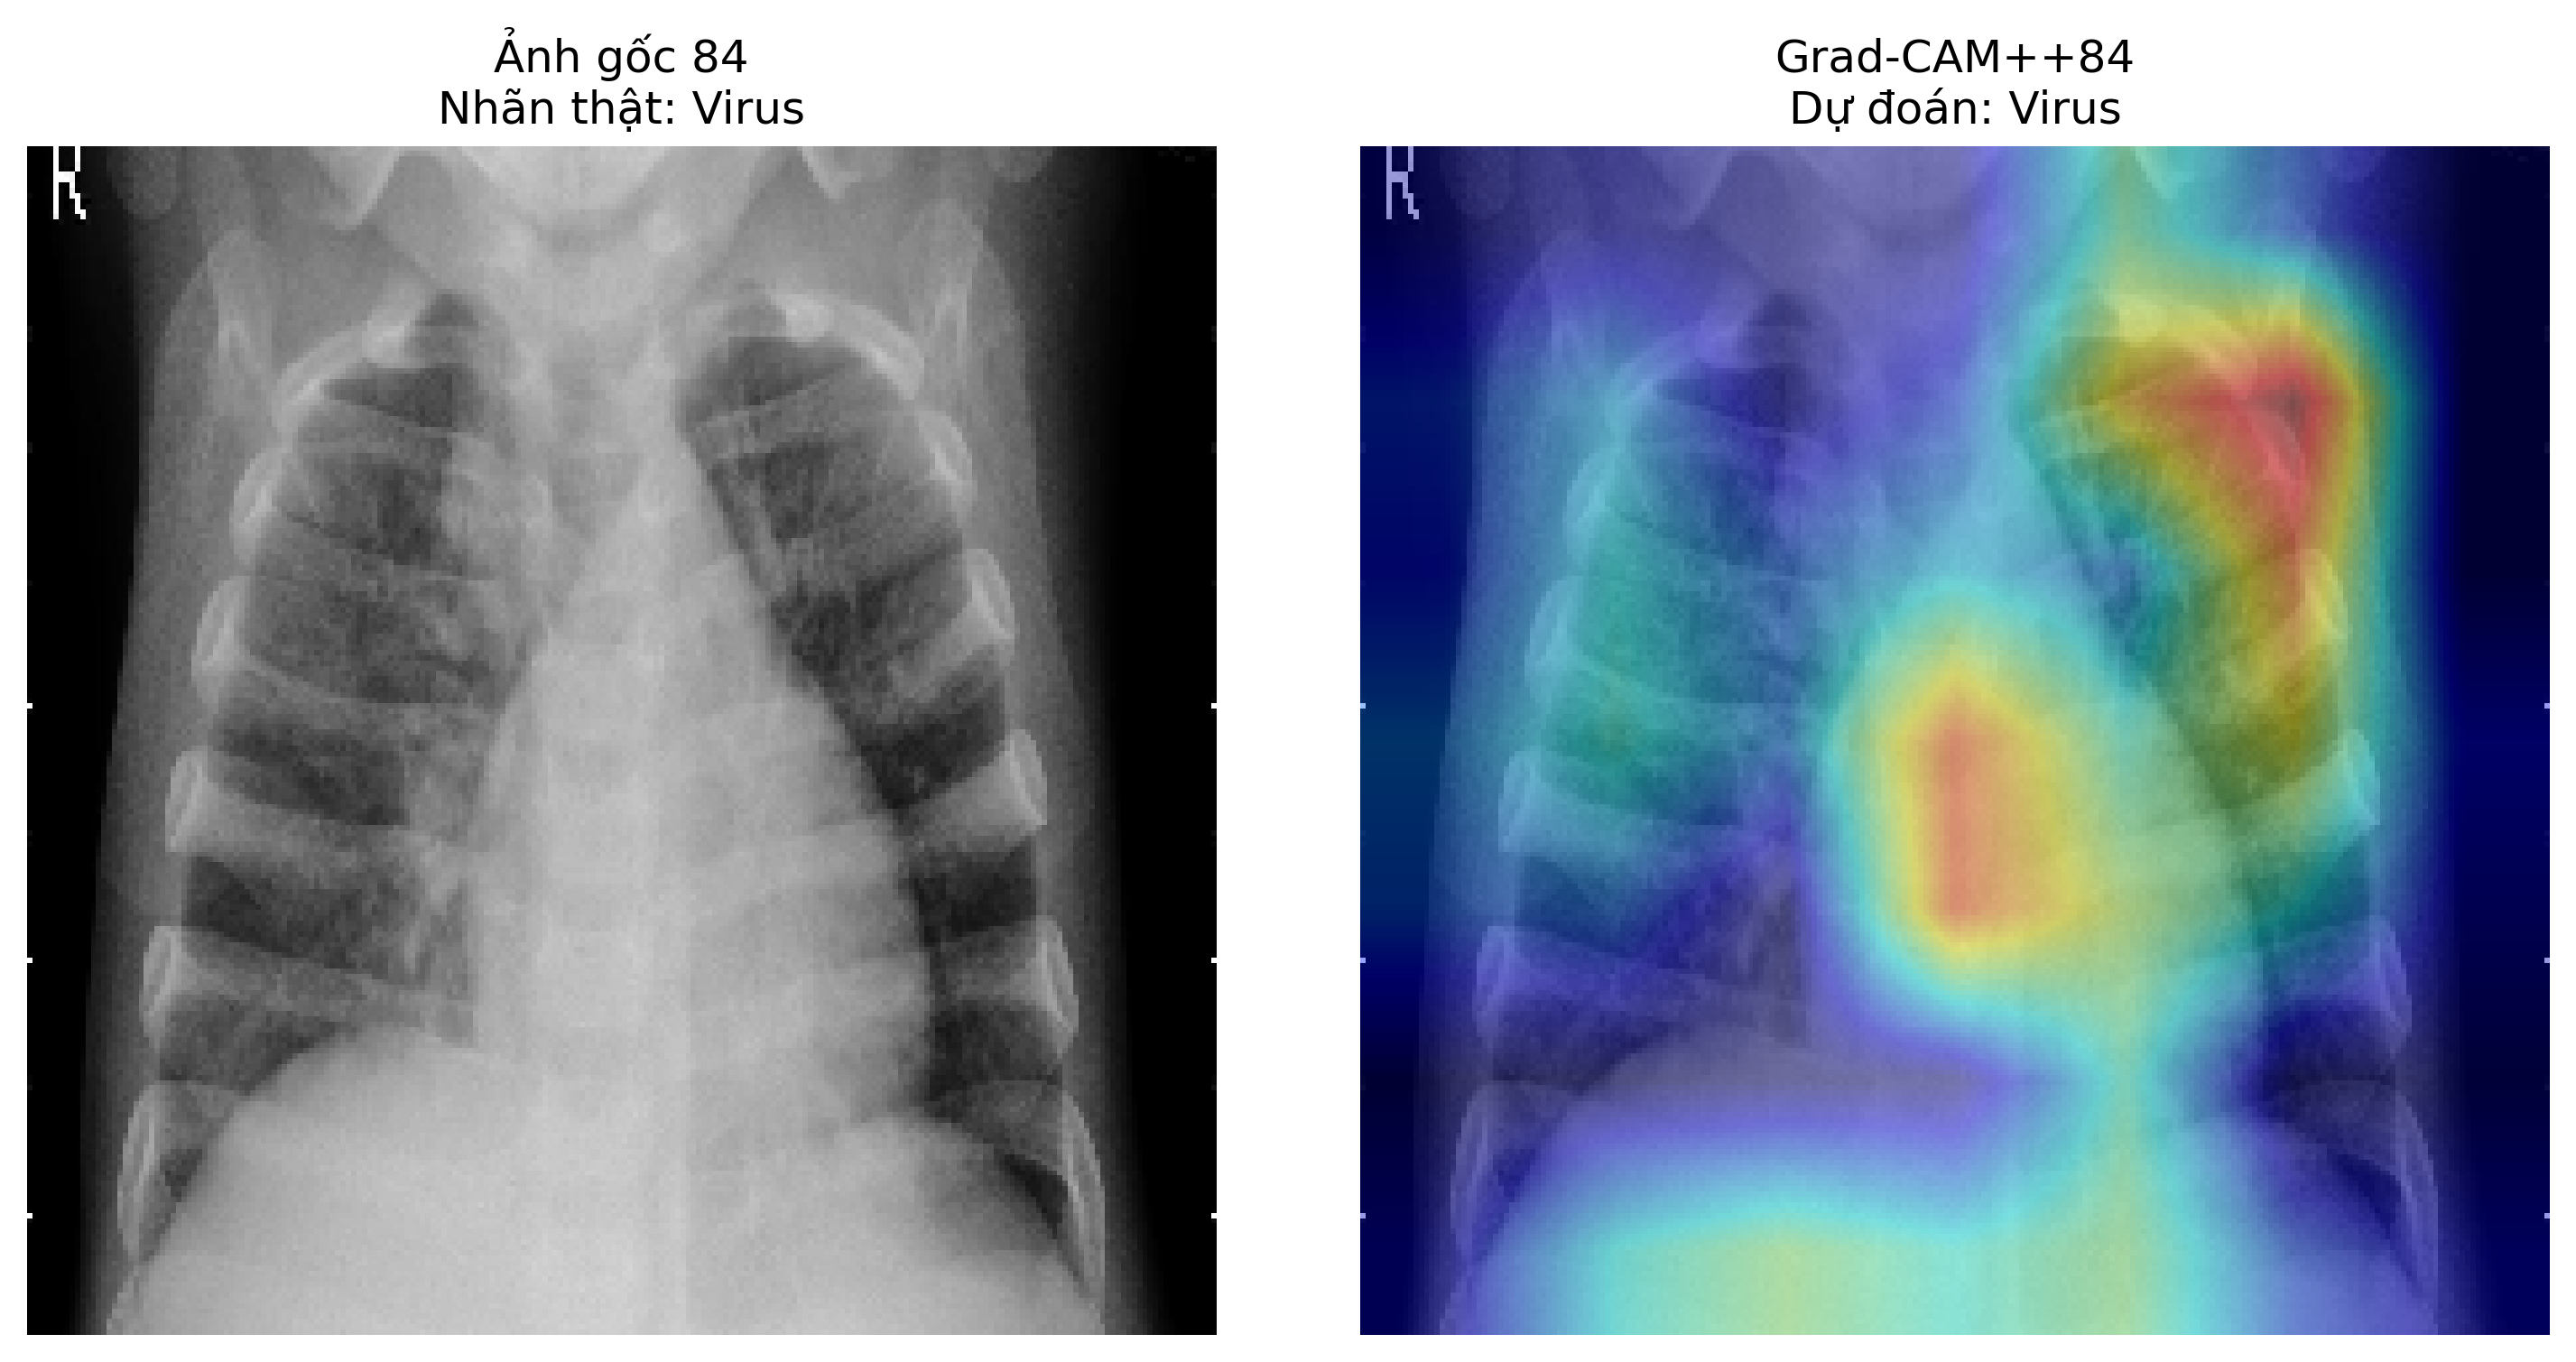 Ảnh gốc 84
Nhãn thật: Virus
Grad-CAM++84
Dự đoán: Virus
R
R